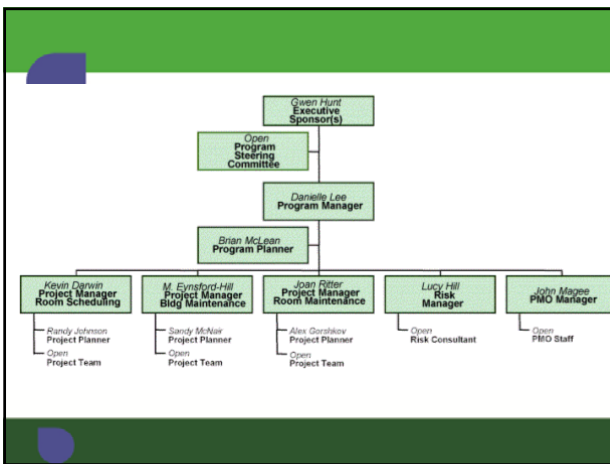 Gwen Hunt
Executive
Sponsor(s)
Open
Program
Steering
Committee
Danielle Lee
Program Manager
Brian McLean
Program Planner
Kevin Darwin
Project Manager
Room Scheduling
M. Eynsford-Hill
Project Manager
Bldg Maintenance
Joan Ritter
Project Manager
Room Maintenance
Lucy Hill
Risk
Manager
John Magee
PMO Manager
Randy Johnson
Project Planner
Open
Project Team
Sandy McNair
Project Planner
Open
Project Team
Alex Gorshkov
Project Planner
Open
Project Team
Open
Risk Consultant
Open
PMO Staff